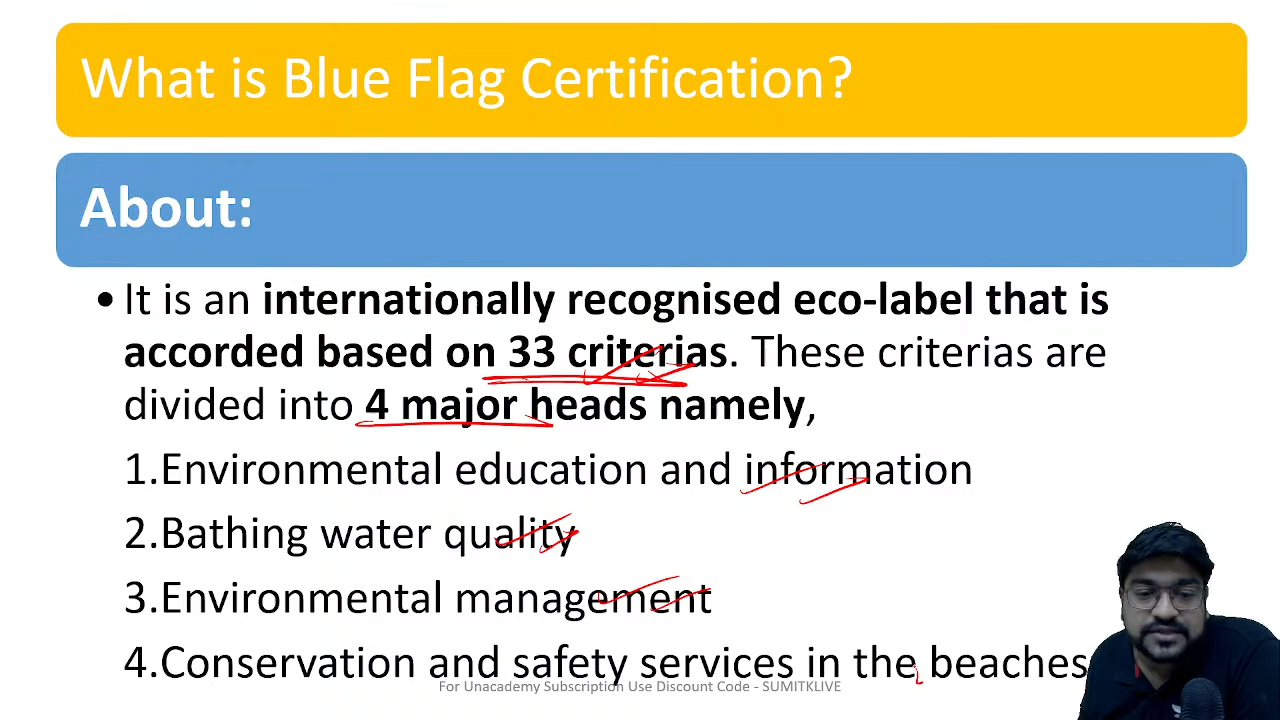 What is Blue Flag Certification?
About:
•It is an internationally recognised eco-label that is
accorded based on 33 criterias. These criterias are
divided into 4 major heads namely,
1.Environmental education and information
2.Bathing water quality
3.Environmental management
4.Conservation and safety services in the beaches
For Unacademy Subscription Use Discount Code - SUMITKLIVE